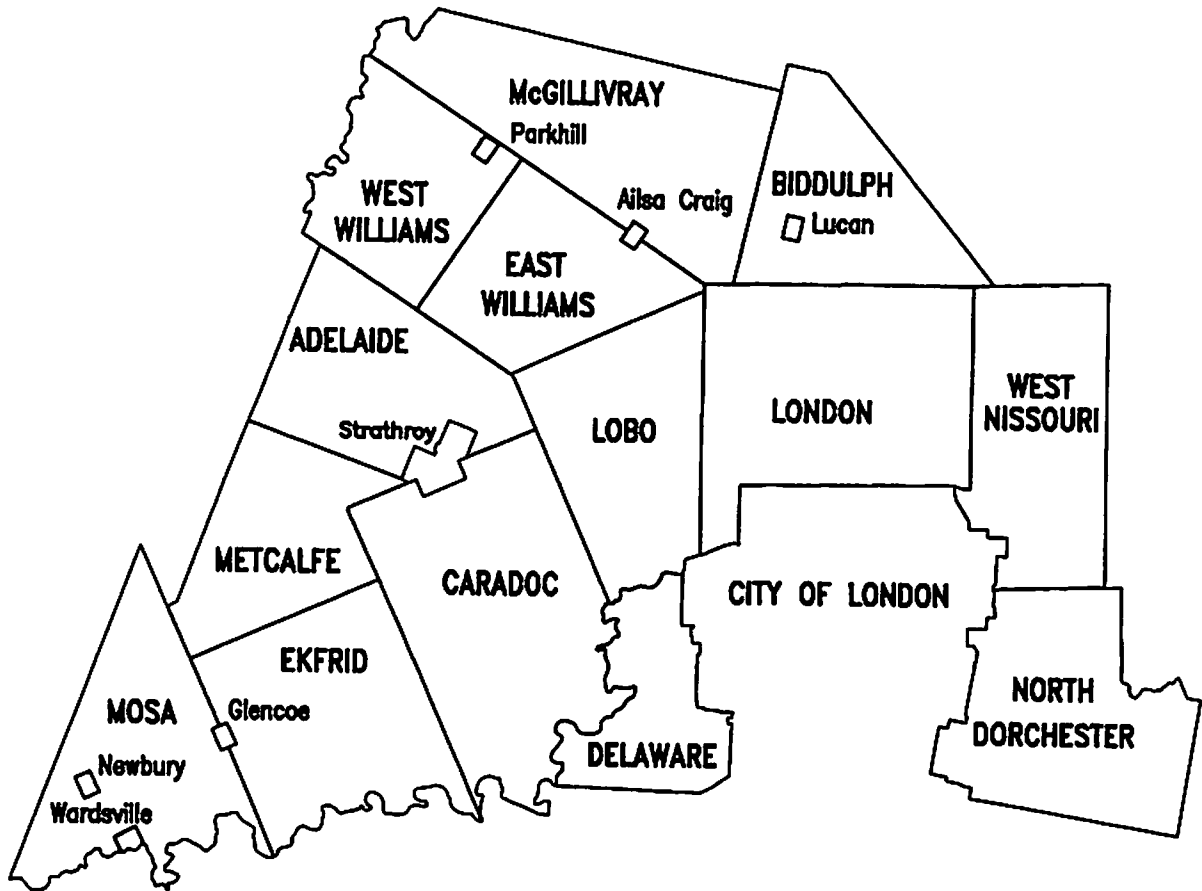 McGILLIVRAY
Parkhill
WEST
WILLIAMS
Ailsa Craig
BIDDULPH
Lucan
EAST
WILLIAMS
ADELAIDE
WEST
NISSOURI
LONDON
LOBO
Strathroy
METCALFE
CARADOC
CITY OF LONDON
EKFRID
NORTH
DORCHESTER
MOSA
Glencoe
DELAWARE
Newbury
Wardsville